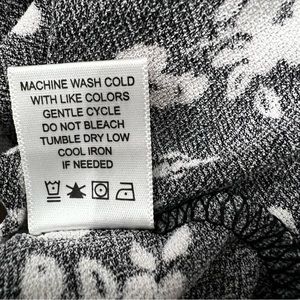 MACHINE WASH COLD
WITH LIKE COLORS
GENTLE CYCLE
DO NOT BLEACH
TUMBLE DRY LOW
COOL IRON
IF NEEDED